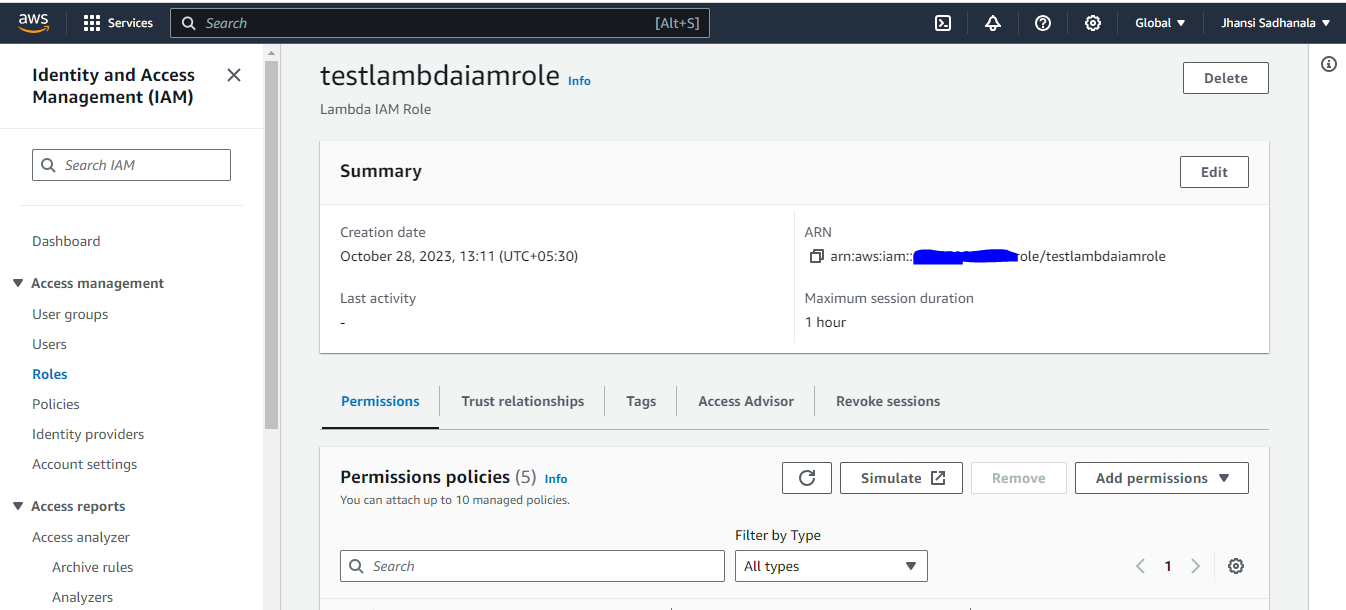 aws Services Search [Alt+S] Global Jhansi Sadhanala
Identity and Access Management (IAM)
Search IAM
Dashboard
Access management
User groups
Users
Roles
Policies
Identity providers
Account settings
Access reports
Access analyzer
Archive rules
Analyzers
testlambdaiamrole Info
Delete
Lambda IAM Role
Summary
Edit
Creation date
October 28, 2023, 13:11 (UTC+05:30)
Last activity
-
ARN
arn:aws:iam:: role/testlambdaiamrole
Maximum session duration
1 hour
Permissions Trust relationships Tags Access Advisor Revoke sessions
Permissions policies (5) Info
You can attach up to 10 managed policies.
Simulate Remove Add permissions
Filter by Type
Search All types 1